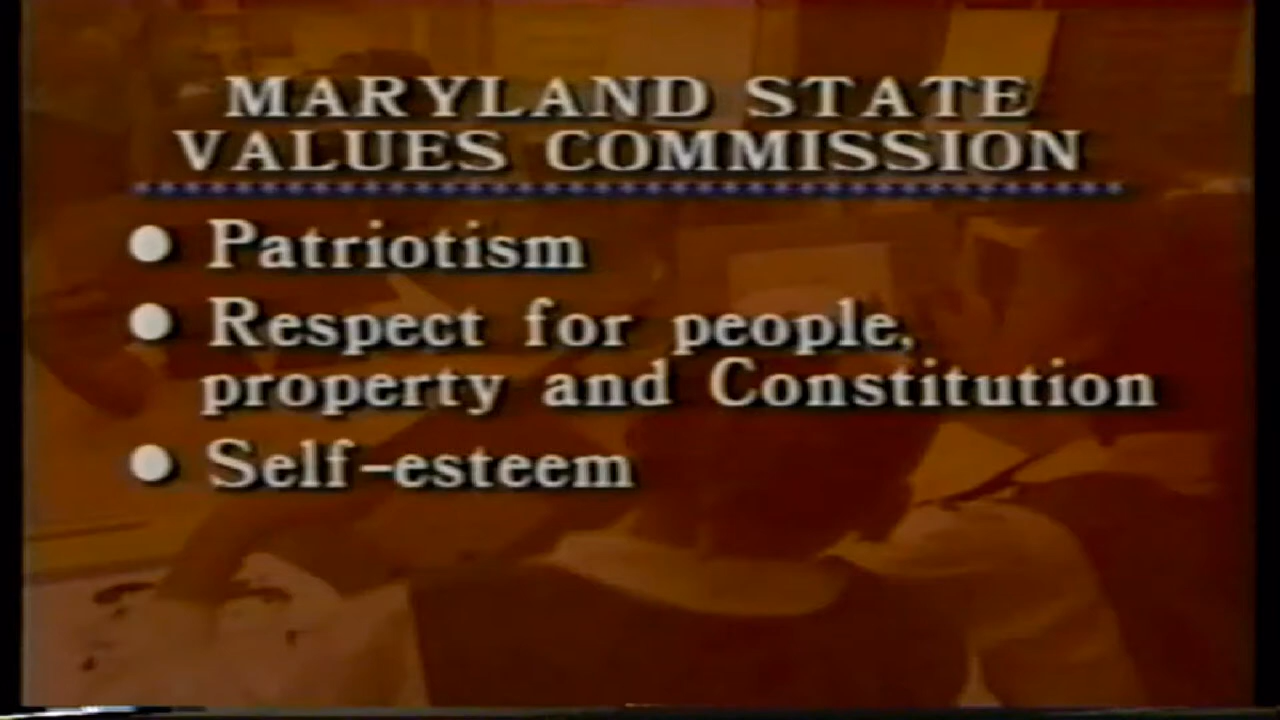 MARYLAND STATE
VALUES COMMISSION
● Patriotism
● Respect for people,
property and Constitution
● Self-esteem